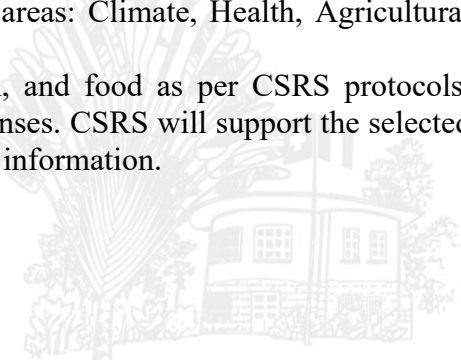 areas: Climate, Health, Agricultura
, and food as per CSRS protocols
nses. CSRS will support the selected
information.